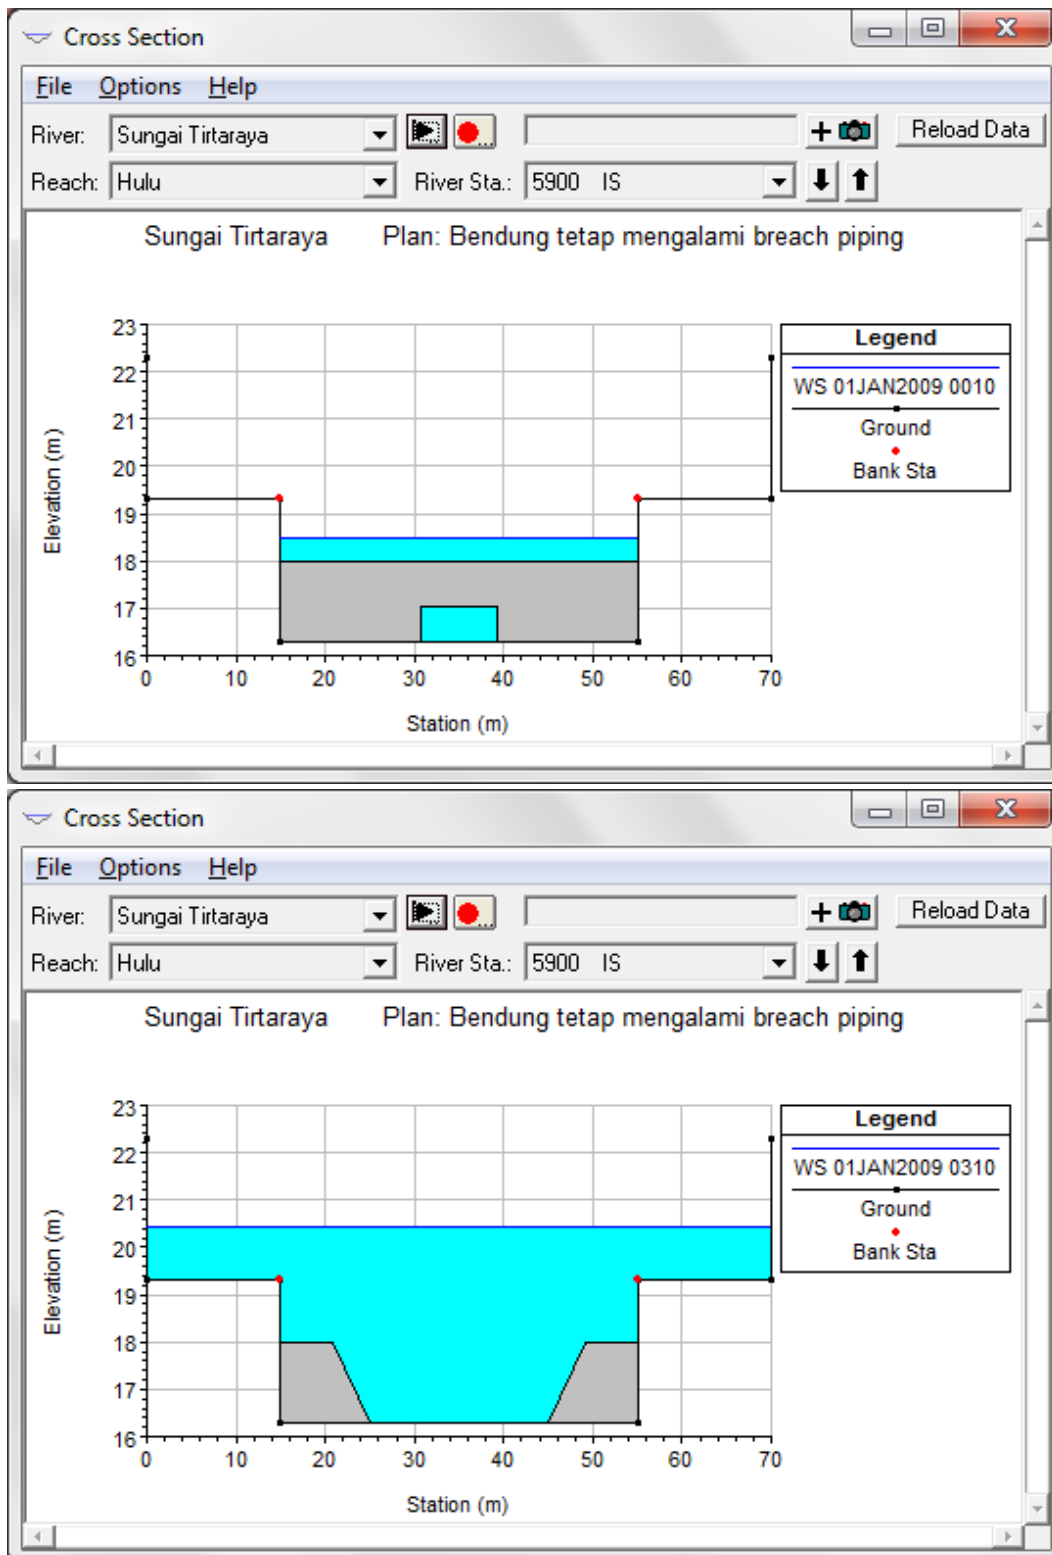 Cross Section
File Options Help
River: Sungai Tirtaraya Reload Data
Reach: Hulu River Sta.: 5900 IS
Sungai Tirtaraya Plan: Bendung tetap mengalami breach piping
Legend
WS 01JAN2009 0010
Ground
Bank Sta
Elevation (m)
23
22
21
20
19
18
17
16
0 10 20 30 40 50 60 70
Station (m)
Cross Section
File Options Help
River: Sungai Tirtaraya Reload Data
Reach: Hulu River Sta.: 5900 IS
Sungai Tirtaraya Plan: Bendung tetap mengalami breach piping
Legend
WS 01JAN2009 0310
Ground
Bank Sta
Elevation (m)
23
22
21
20
19
18
17
16
0 10 20 30 40 50 60 70
Station (m)